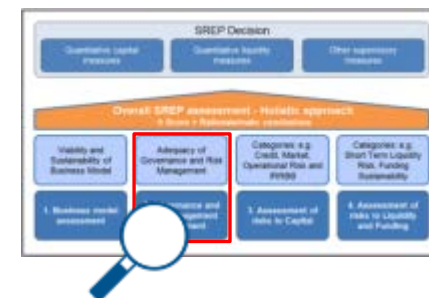 SREP Decision
Quantitative capital
measures
Quantitative liquidity
measures
Other supervisory
measures
Overall SREP assessment - Holistic approach
Viability and
Sustainability of
Business Model
Adequacy of
Governance and Risk
Management
Categories: e.g.
Credit, Market,
Operational Risk and
IRRBB
Categories: e.g.
Short Term Liquidity
Risk, Funding
Sustainability
1. Business model
assessment
and
3. Assessment of
risks to Capital
4. Assessment of
risks to Liquidity
and Funding